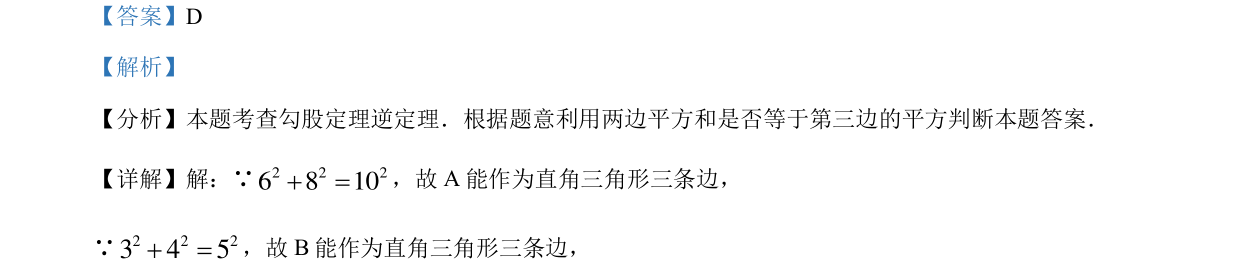 【答案】D
【解析】
【分析】本题考查勾股定理逆定理．根据题意利用两边平方和是否等于第三边的平方判断本题答案．
【详解】解：∵6²+8²=10²，故 A 能作为直角三角形三条边，
∵3²+4²=5²，故 B 能作为直角三角形三条边，